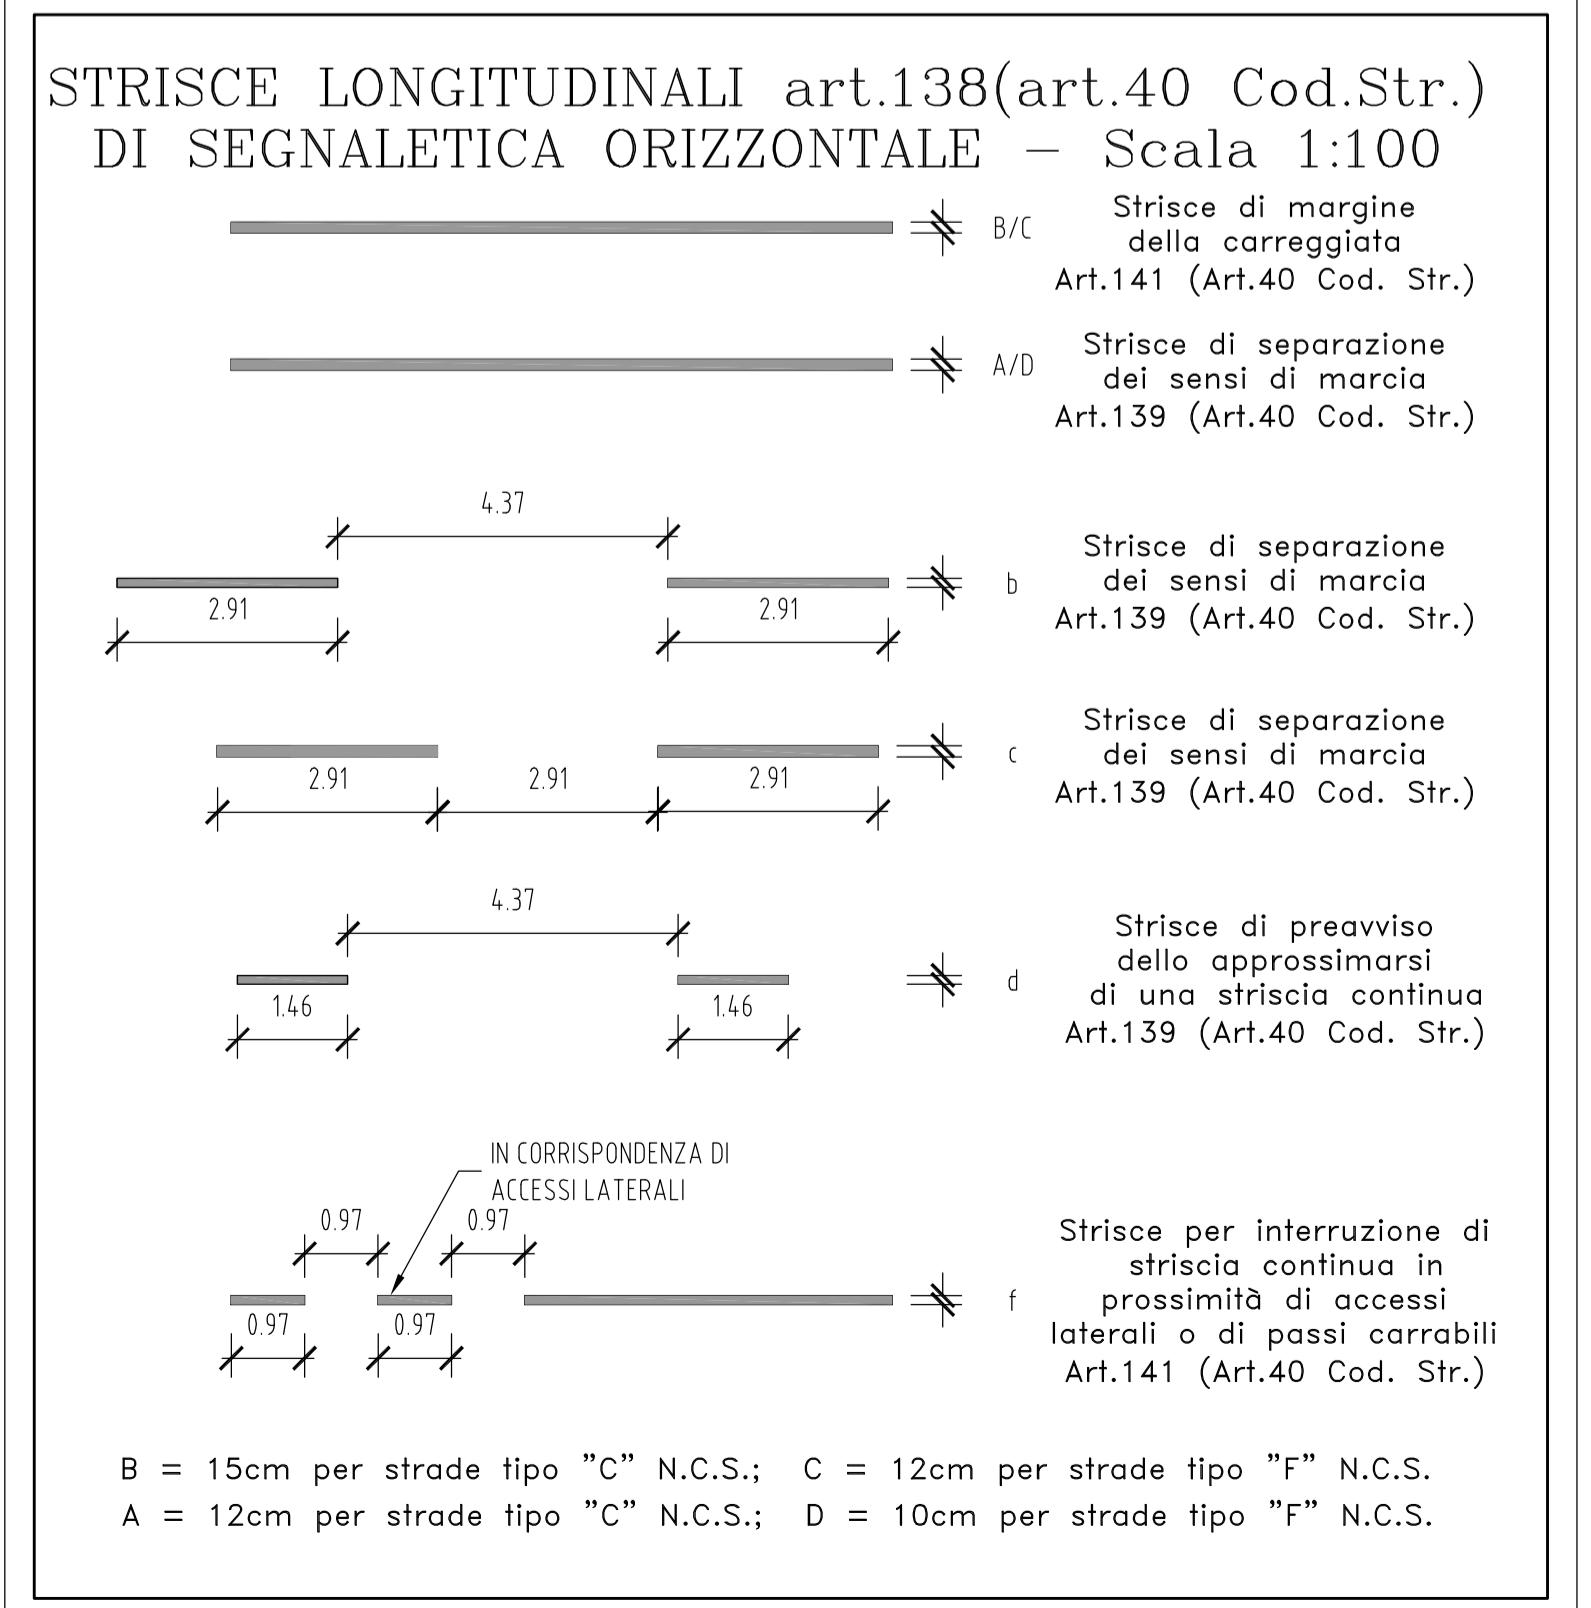 STRISCE LONGITUDINALI art.138(art.40 Cod.Str.)
DI SEGNALETICA ORIZZONTALE – Scala 1:100
B/C
Strisce di margine
della carreggiata
Art.141 (Art.40 Cod. Str.)
A/D
Strisce di separazione
dei sensi di marcia
Art.139 (Art.40 Cod. Str.)
4.37
2.91
2.91
b
Strisce di separazione
dei sensi di marcia
Art.139 (Art.40 Cod. Str.)
2.91
2.91
2.91
c
Strisce di separazione
dei sensi di marcia
Art.139 (Art.40 Cod. Str.)
4.37
1.46
1.46
d
Strisce di preavviso
dello approssimarsi
di una striscia continua
Art.139 (Art.40 Cod. Str.)
IN CORRISPONDENZA DI
ACCESSI LATERALI
0.97
0.97
0.97
0.97
f
Strisce per interruzione di
striscia continua in
prossimità di accessi
laterali o di passi carrabili
Art.141 (Art.40 Cod. Str.)
B = 15cm per strade tipo ”C” N.C.S.; C = 12cm per strade tipo ”F” N.C.S.
A = 12cm per strade tipo ”C” N.C.S.; D = 10cm per strade tipo ”F” N.C.S.